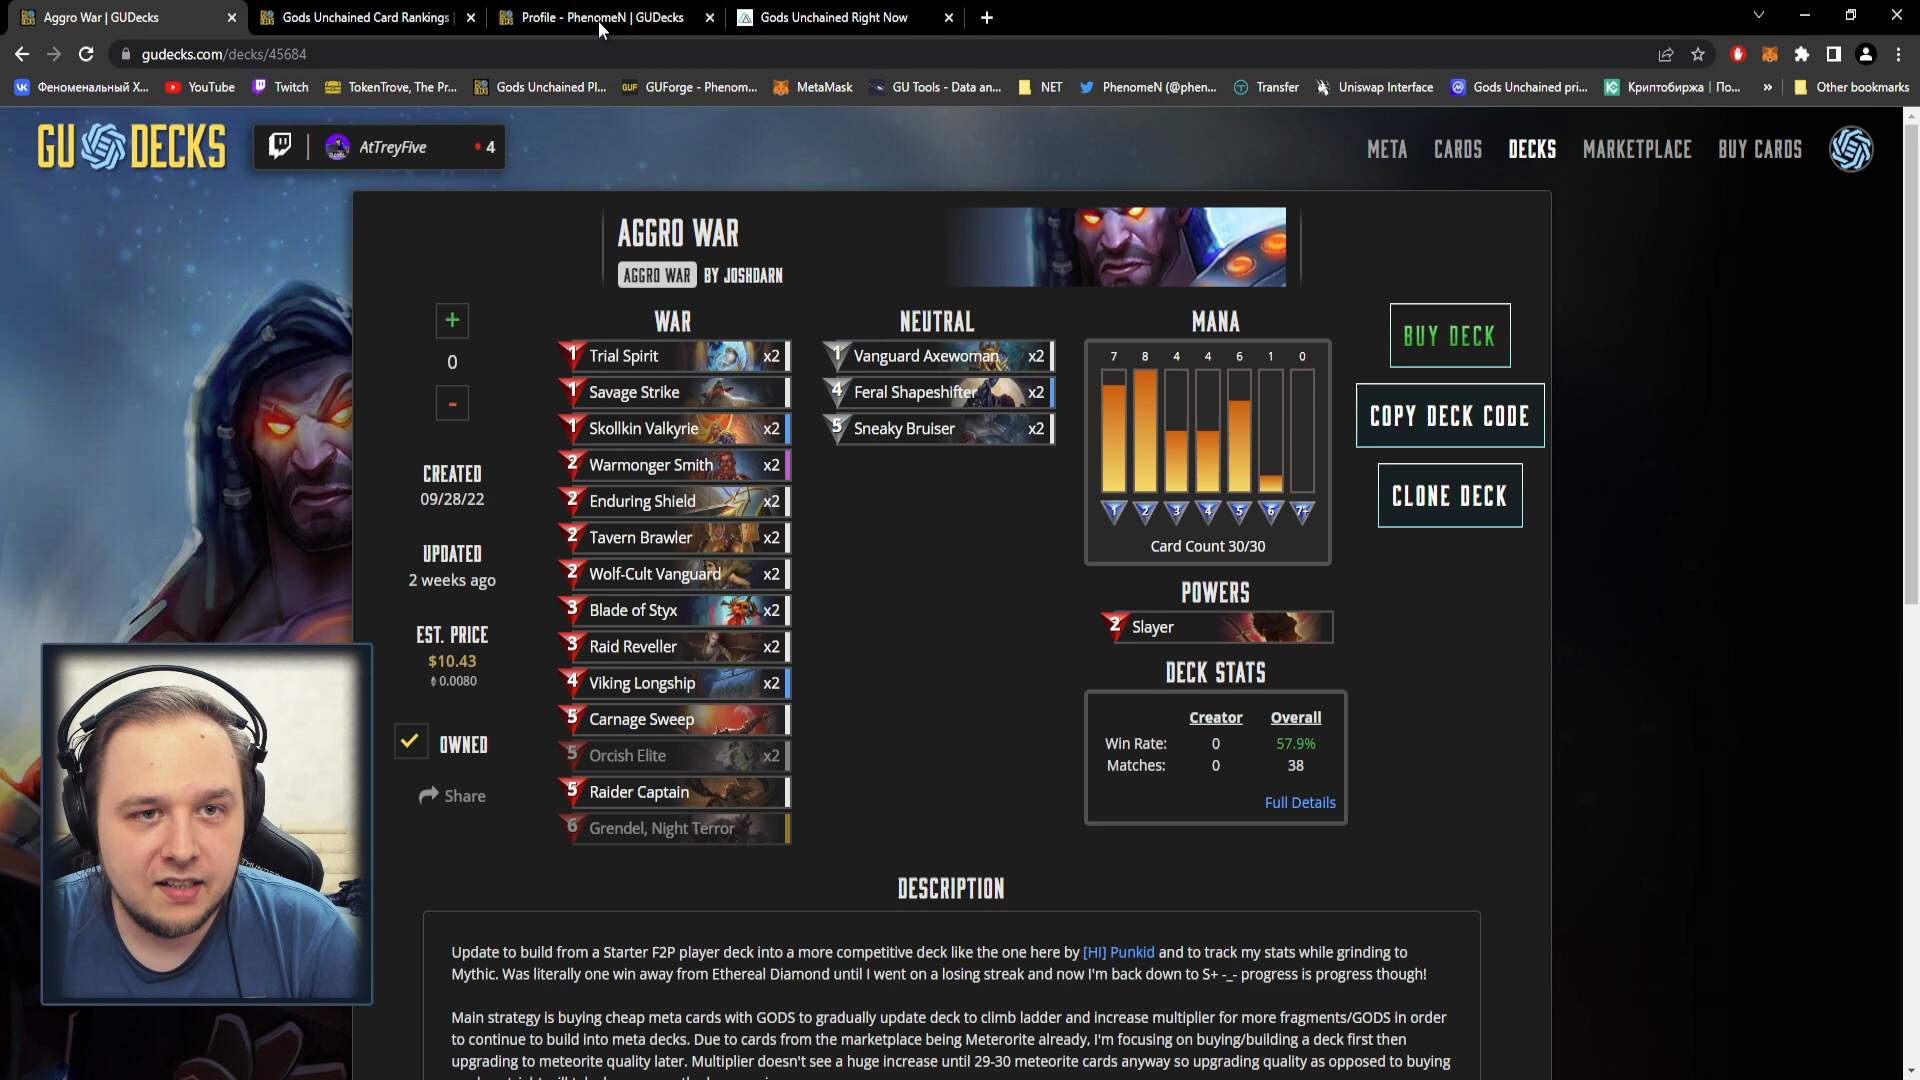 Aggro War | GUDecks
Gods Unchained Card Rankings
Profile - PhenomeN | GUDecks
Gods Unchained Right Now
gudecks.com/decks/45684
Феноменальный Х...
YouTube
Twitch
TokenTrove, The Pr...
Gods Unchained Pl...
GUF
GUForge - Phenom...
MetaMask
GU Tools - Data an...
NET
PhenomeN (@phen...
Transfer
Uniswap Interface
Gods Unchained pri...
Криптобиржа | По...
»
Other bookmarks
GU DECKS
AtTreyFive
4
META
CARDS
DECKS
MARKETPLACE
BUY CARDS
AGGRO WAR
AGGRO WAR BY JOSHDARN
+
0
-
CREATED
09/28/22
UPDATED
2 weeks ago
EST. PRICE
$10.43
0.0080
OWNED
Share
WAR
1 Trial Spirit x2
1 Savage Strike
1 Skollkin Valkyrie x2
2 Warmonger Smith x2
2 Enduring Shield x2
2 Tavern Brawler x2
2 Wolf-Cult Vanguard x2
3 Blade of Styx x2
3 Raid Reveller x2
4 Viking Longship x2
5 Carnage Sweep
5 Orcish Elite x2
5 Raider Captain
6 Grendel, Night Terror
NEUTRAL
1 Vanguard Axewoman x2
4 Feral Shapeshifter x2
5 Sneaky Bruiser x2
MANA
7 8 4 4 6 1 0
1 2 3 4 5 6 7+
Card Count 30/30
POWERS
2 Slayer
DECK STATS
Creator Overall
Win Rate: 0 57.9%
Matches: 0 38
Full Details
BUY DECK
COPY DECK CODE
CLONE DECK
DESCRIPTION
Update to build from a Starter F2P player deck into a more competitive deck like the one here by [HI] Punkid and to track my stats while grinding to
Mythic. Was literally one win away from Ethereal Diamond until I went on a losing streak and now I'm back down to S+ -_- progress is progress though!
Main strategy is buying cheap meta cards with GODS to gradually update deck to climb ladder and increase multiplier for more fragments/GODS in order
to continue to build into meta decks. Due to cards from the marketplace being Meterorite already, I'm focusing on buying/building a deck first then
upgrading to meteorite quality later. Multiplier doesn't see a huge increase until 29-30 meteorite cards anyway so upgrading quality as opposed to buying